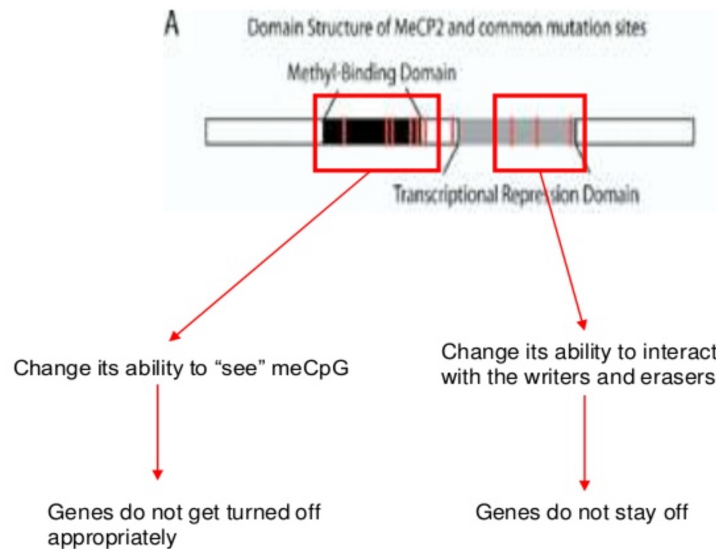 A
Domain Structure of MeCP2 and common mutation sites
Methyl-Binding Domain
Transcriptional Repression Domain
Change its ability to “see” meCpG
Change its ability to interact
with the writers and erasers
Genes do not get turned off
appropriately
Genes do not stay off